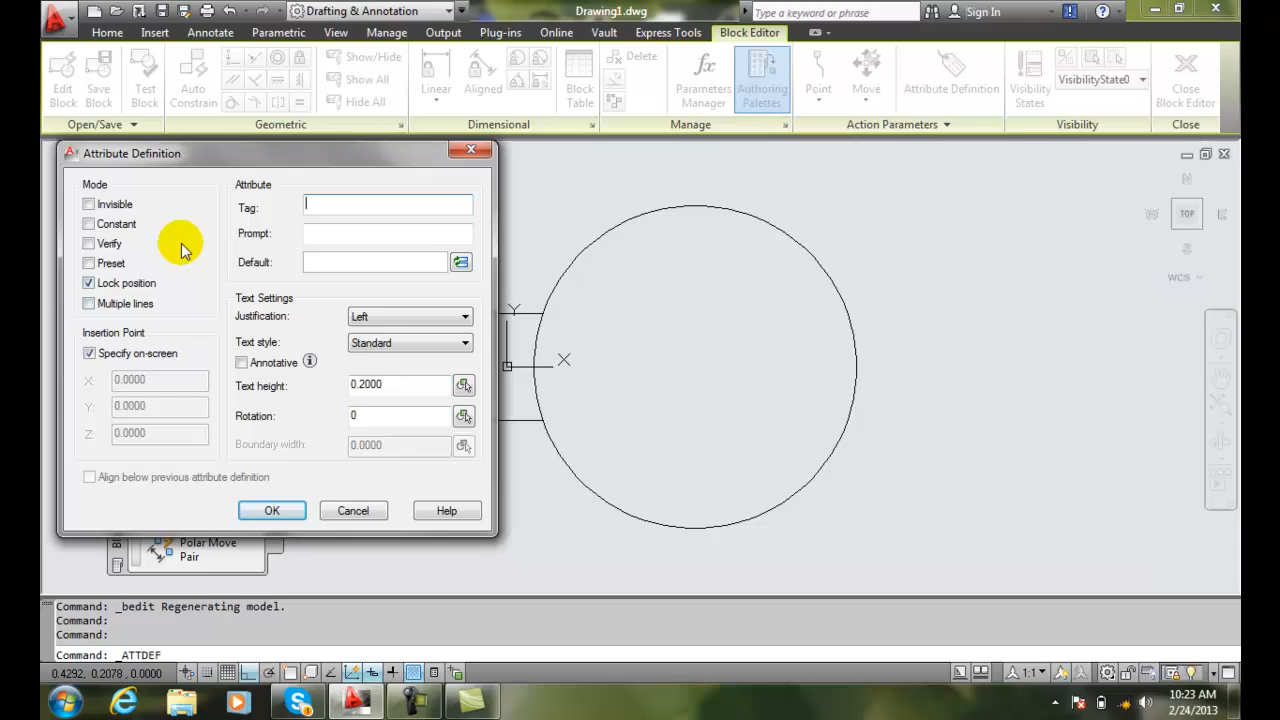 Drafting & Annotation
Drawing1.dwg
Type a keyword or phrase
Sign In
Home Insert Annotate Parametric View Manage Output Plug-ins Online Vault Express Tools Block Editor
Edit Block
Save Block
Test Block
Auto Constrain
Show/Hide
Show All
Hide All
Linear
Aligned
Block Table
Delete
Parameters Manager
Authoring Palettes
Point
Move
Attribute Definition
Visibility States
VisibilityState0
Close Block Editor
Open/Save Geometric Dimensional Manage Action Parameters Visibility Close
Attribute Definition
Mode
Invisible
Constant
Verify
Preset
Lock position
Multiple lines
Insertion Point
Specify on-screen
X: 0.0000
Y: 0.0000
Z: 0.0000
Attribute
Tag:
Prompt:
Default:
Text Settings
Justification: Left
Text style: Standard
Annotative
Text height: 0.2000
Rotation: 0
Boundary width: 0.0000
Align below previous attribute definition
OK Cancel Help
Y
X
N
W TOP E
S
WCS
Polar Move
Pair
Command: _bedit Regenerating model.
Command:
Command:
Command: _ATTDEF
0.4292, 0.2078, 0.0000
1:1
10:23 AM
2/24/2013